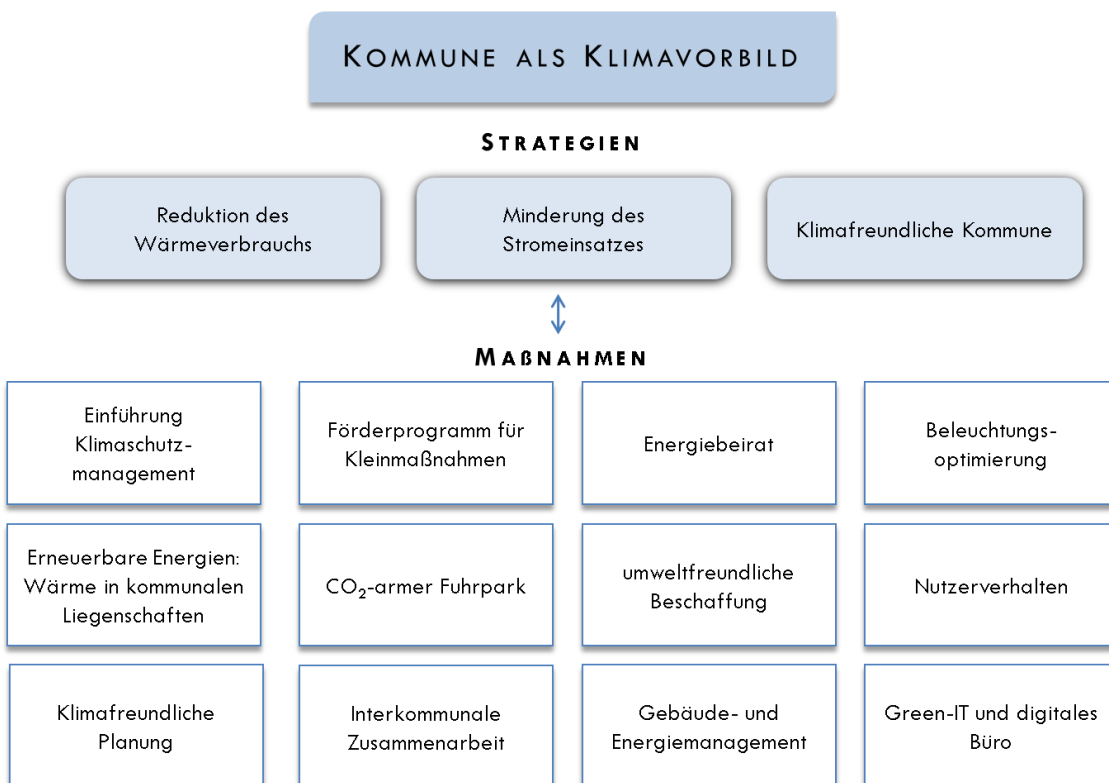 KOMMUNE ALS KLIMAVORBILD
STRATEGIEN
Reduktion des
Wärmeverbrauchs
Minderung des
Stromeinsatzes
Klimafreundliche Kommune
MAßNAHMEN
Einführung
Klimaschutz-
management
Förderprogramm für
Kleinmaßnahmen
Energiebeirat
Beleuchtungs-
optimierung
Erneuerbare Energien:
Wärme in kommunalen
Liegenschaften
CO₂-armer Fuhrpark
umweltfreundliche
Beschaffung
Nutzerverhalten
Klimafreundliche
Planung
Interkommunale
Zusammenarbeit
Gebäude- und
Energiemanagement
Green-IT und digitales
Büro